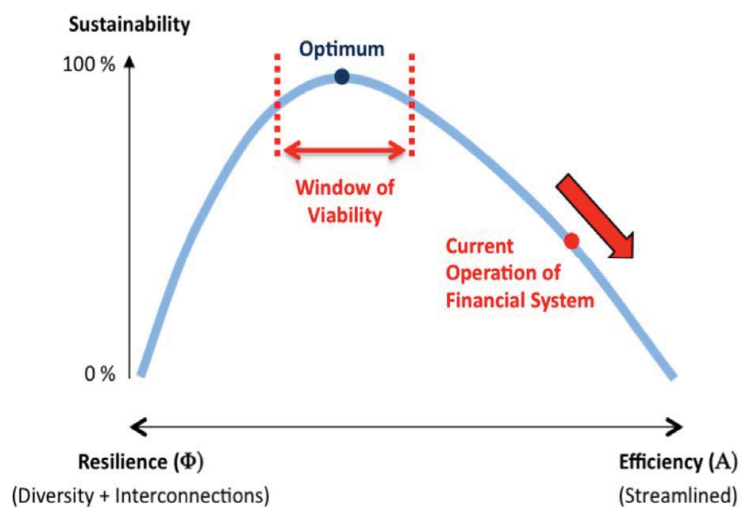 Sustainability
100 %
Optimum
Window of
Viability
Current
Operation of
Financial System
0 %
Resilience (Φ)
(Diversity + Interconnections)
Efficiency (A)
(Streamlined)